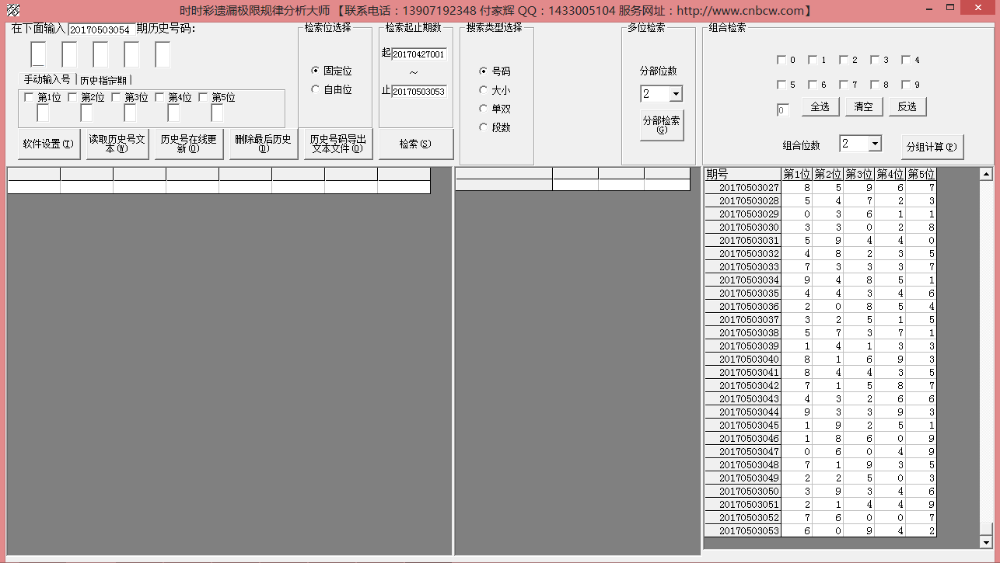 时时彩遗漏极限规律分析大师 【联系电话：13907192348 付家辉 QQ：1433005104 服务网址：http://www.cnbcw.com】
在下面输入 20170503054 期历史号码:
手动输入号 历史指定期
第1位 第2位 第3位 第4位 第5位
检索位选择
固定位
自由位
检索起止期数
起 20170427001
～
止 20170503053
搜索类型选择
号码
大小
单双
段数
多位检索
分部位数
2
分部检索
(G)
组合检索
0 1 2 3 4
5 6 7 8 9
0 全选 清空 反选
组合位数 2 分组计算(P)
软件设置(T)
读取历史号文
本(W)
历史号在线更
新(O)
删除最后历史
(D)
历史号码导出
文本文件(O)
检索(S)
期号 第1位 第2位 第3位 第4位 第5位
20170503027 8 5 9 6 7
20170503028 5 4 7 2 3
20170503029 0 3 6 1 1
20170503030 3 3 0 2 8
20170503031 5 9 4 4 0
20170503032 4 8 2 3 5
20170503033 7 3 3 3 7
20170503034 9 4 8 5 1
20170503035 4 4 3 4 6
20170503036 2 0 8 5 4
20170503037 3 2 5 1 5
20170503038 5 7 3 7 1
20170503039 1 4 1 3 3
20170503040 8 1 6 9 3
20170503041 8 4 4 3 5
20170503042 7 1 5 8 7
20170503043 4 3 2 6 6
20170503044 9 3 3 9 3
20170503045 1 9 2 5 1
20170503046 1 8 6 0 9
20170503047 0 6 0 4 9
20170503048 7 1 9 3 5
20170503049 2 2 5 0 3
20170503050 3 9 3 4 6
20170503051 2 1 4 4 9
20170503052 7 6 0 0 7
20170503053 6 0 9 4 2